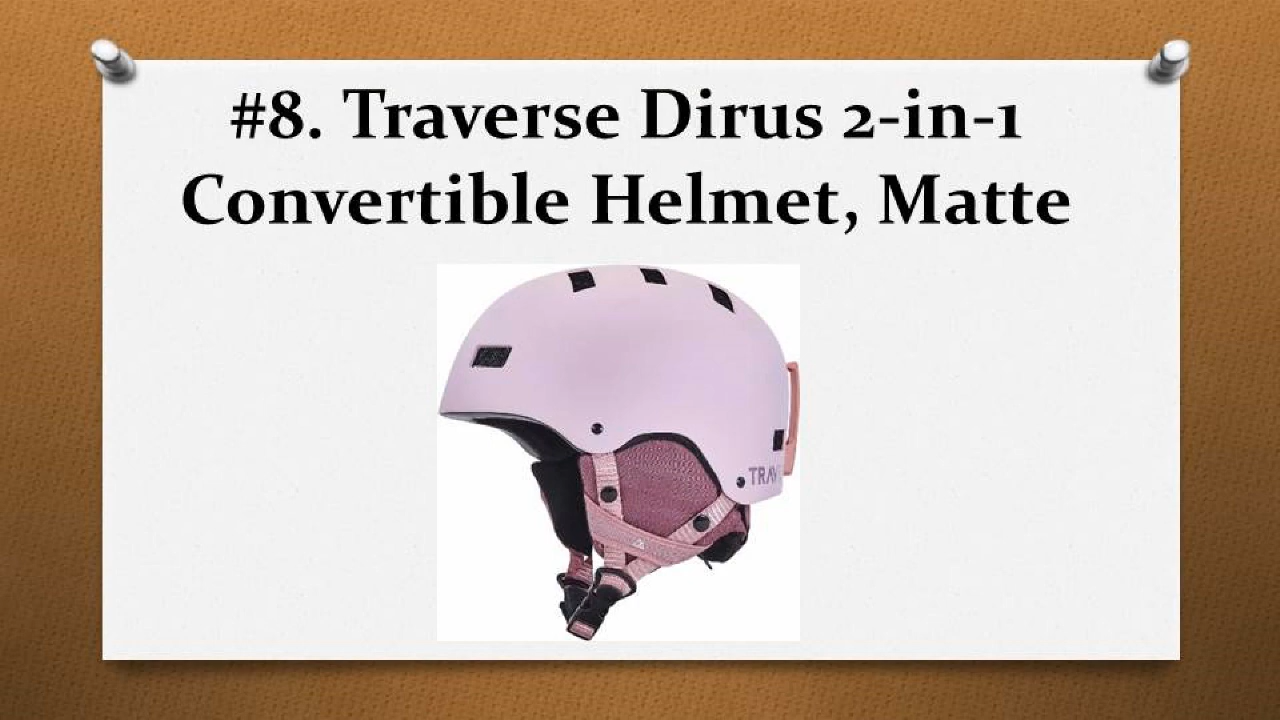 #8. Traverse Dirus 2-in-1
Convertible Helmet, Matte
TRAV